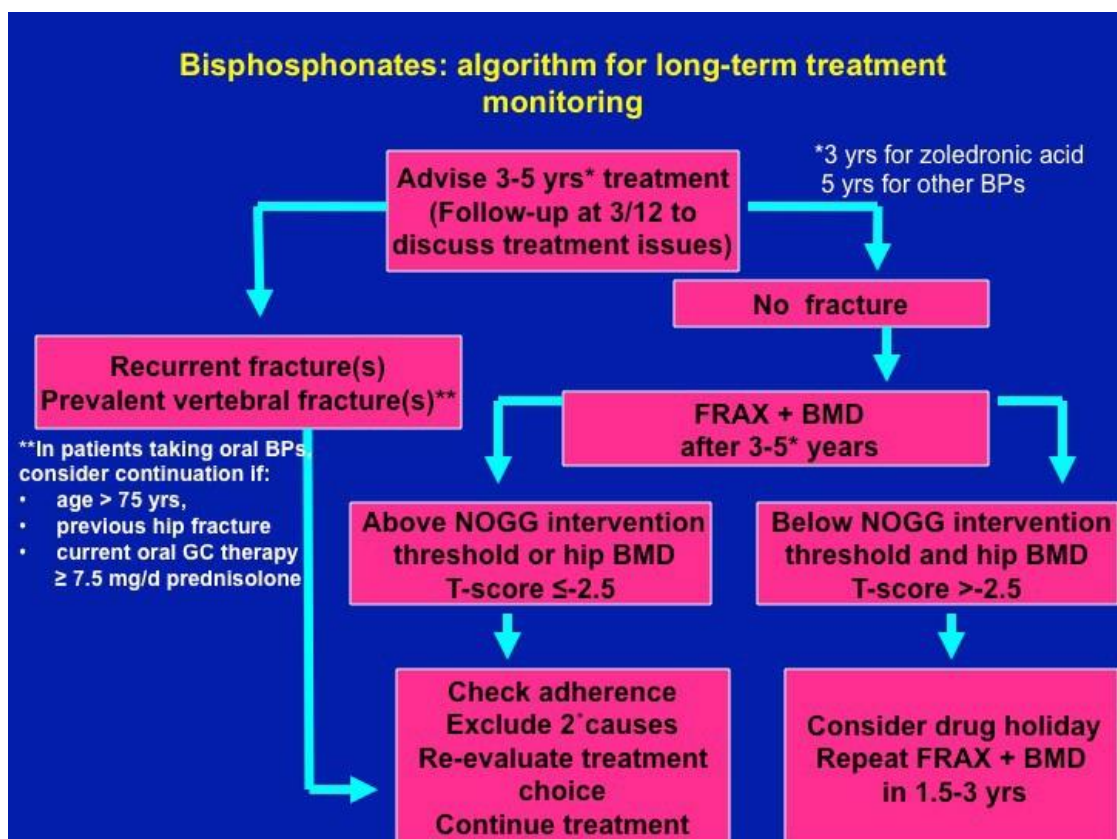 Bisphosphonates: algorithm for long-term treatment
monitoring
*3 yrs for zoledronic acid
5 yrs for other BPs
Advise 3-5 yrs* treatment
(Follow-up at 3/12 to
discuss treatment issues)
No fracture
Recurrent fracture(s)
Prevalent vertebral fracture(s)**
FRAX + BMD
after 3-5* years
**In patients taking oral BPs,
consider continuation if:
• age > 75 yrs,
• previous hip fracture
• current oral GC therapy
≥ 7.5 mg/d prednisolone
Above NOGG intervention
threshold or hip BMD
T-score ≤-2.5
Below NOGG intervention
threshold and hip BMD
T-score >-2.5
Check adherence
Exclude 2° causes
Re-evaluate treatment
choice
Continue treatment
Consider drug holiday
Repeat FRAX + BMD
in 1.5-3 yrs